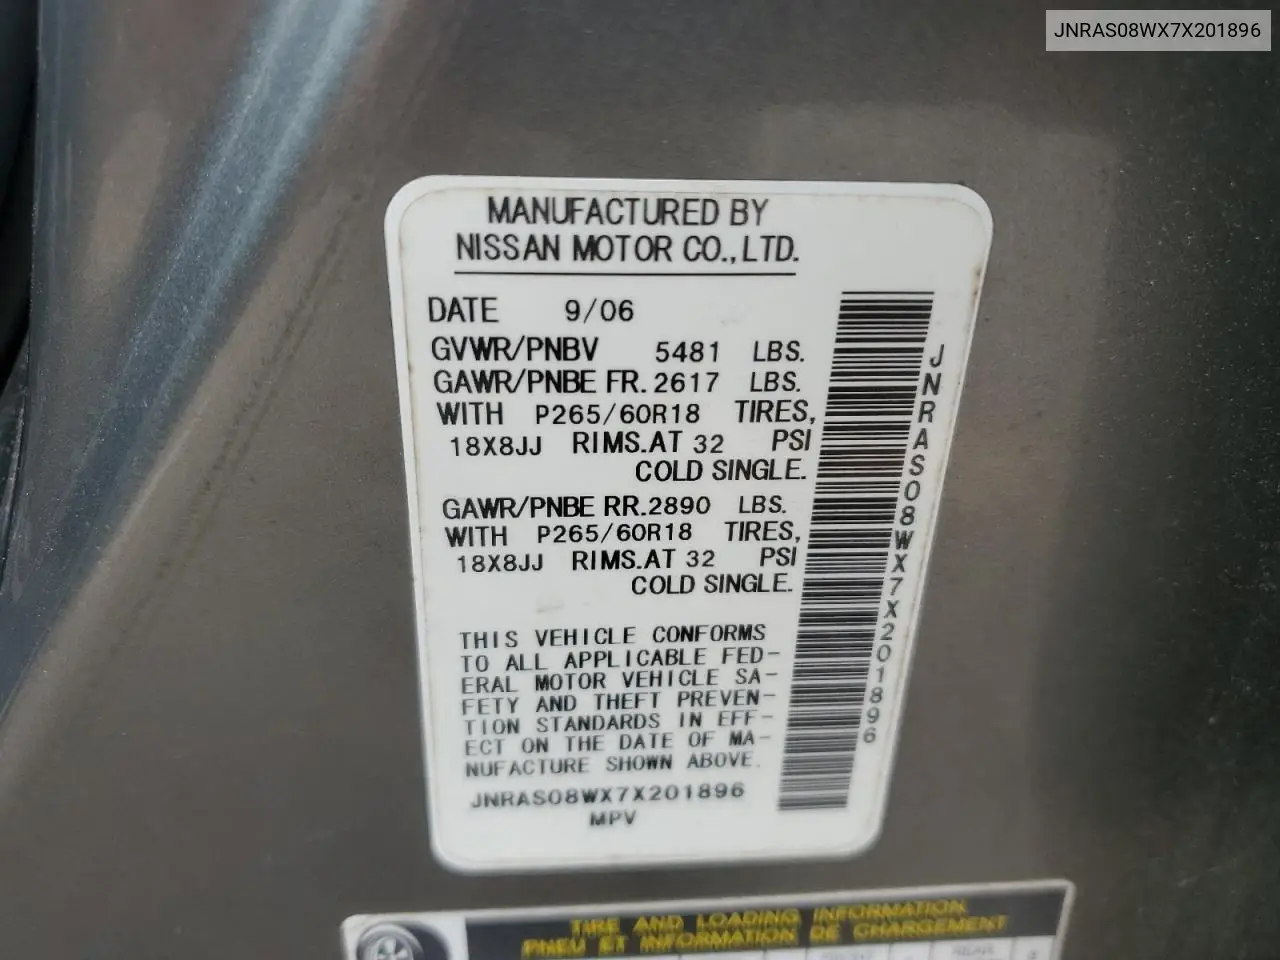 JNRAS08WX7X201896
MANUFACTURED BY
NISSAN MOTOR CO.,LTD.
DATE 9/06
GVWR/PNBV 5481 LBS.
GAWR/PNBE FR. 2617 LBS.
WITH P265/60R18 TIRES,
18X8JJ RIMS.AT 32 PSI
COLD SINGLE.
GAWR/PNBE RR.2890 LBS.
WITH P265/60R18 TIRES,
18X8JJ RIMS.AT 32 PSI
COLD SINGLE.
THIS VEHICLE CONFORMS
TO ALL APPLICABLE FED-
ERAL MOTOR VEHICLE SA-
FETY AND THEFT PREVEN-
TION STANDARDS IN EFF-
ECT ON THE DATE OF MA-
NUFACTURE SHOWN ABOVE.
JNRAS08WX7X201896
MPV
JNRAS08WX7X201896
TIRE AND LOADING INFORMATION
PNEU ET INFORMATION DE CHARGEMENT